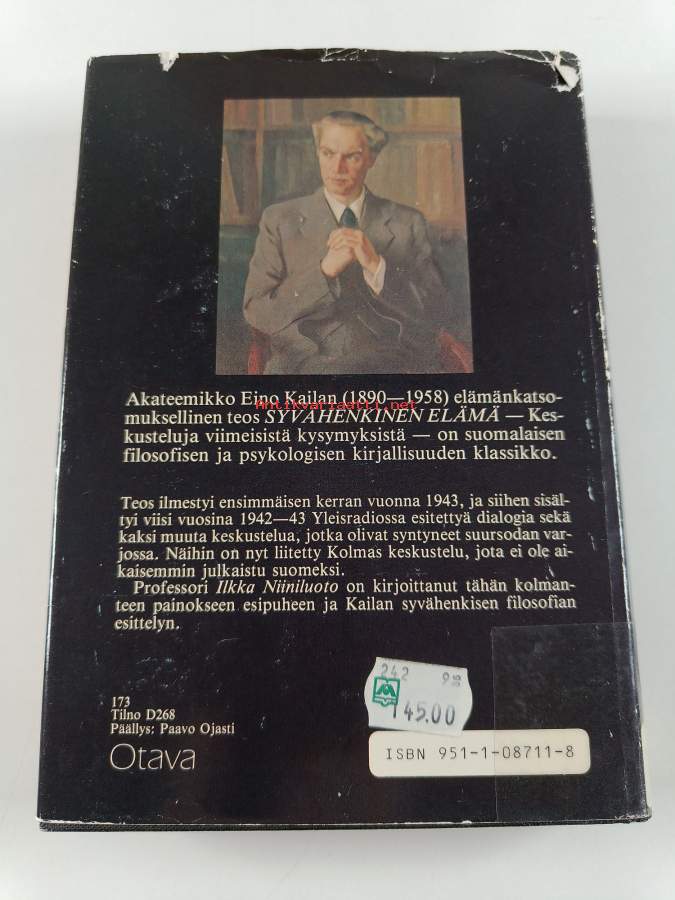 Akateemikko Eino Kailan (1890—1958) elämänkatso-
muksellinen teos SYVÄHENKINEN ELÄMÄ — Kes-
kusteluja viimeisistä kysymyksistä — on suomalaisen
filosofisen ja psykologisen kirjallisuuden klassikko.
Antikvariaatti.net
Teos ilmestyi ensimmäisen kerran vuonna 1943, ja siihen sisäl-
tyi viisi vuosina 1942—43 Yleisradiossa esitettyä dialogia sekä
kaksi muuta keskustelua, jotka olivat syntyneet suursodan var-
jossa. Näihin on nyt liitetty Kolmas keskustelu, jota ei ole ai-
kaisemmin julkaistu suomeksi.
Professori Ilkka Niiniluoto on kirjoittanut tähän kolman-
teen painokseen esipuheen ja Kailan syvähenkisen filosofian
esittelyn.
242
145.00
173
Tilno D268
Päällys: Paavo Ojasti
Otava
ISBN 951-1-08711-8